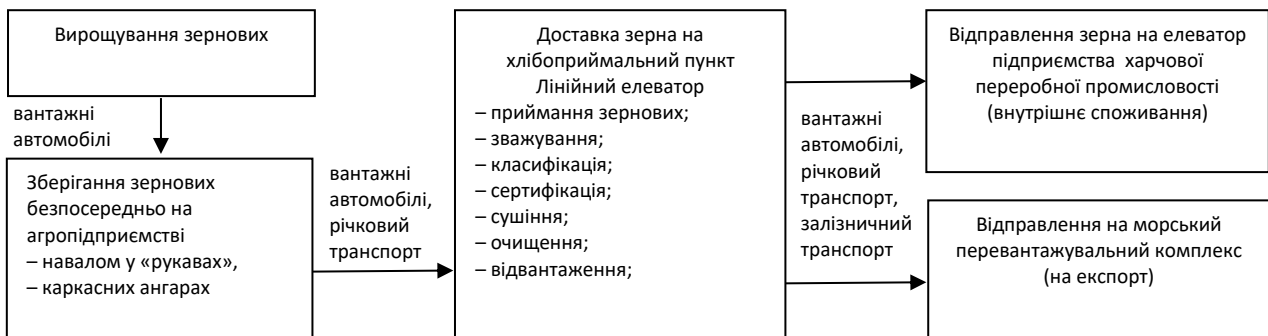 Вирощування зернових
вантажні
автомобілі
Зберігання зернових
безпосередньо на
агропідприємстві
– навалом у «рукавах»,
– каркасних ангарах
вантажні
автомобілі,
річковий
транспорт
Доставка зерна на
хлібоприймальний пункт
Лінійний елеватор
– приймання зернових;
– зважування;
– класифікація;
– сертифікація;
– сушіння;
– очищення;
– відвантаження;
вантажні
автомобілі,
річковий
транспорт,
залізничний
транспорт
Відправлення зерна на елеватор
підприємства харчової
переробної промисловості
(внутрішнє споживання)
Відправлення на морський
перевантажувальний комплекс
(на експорт)